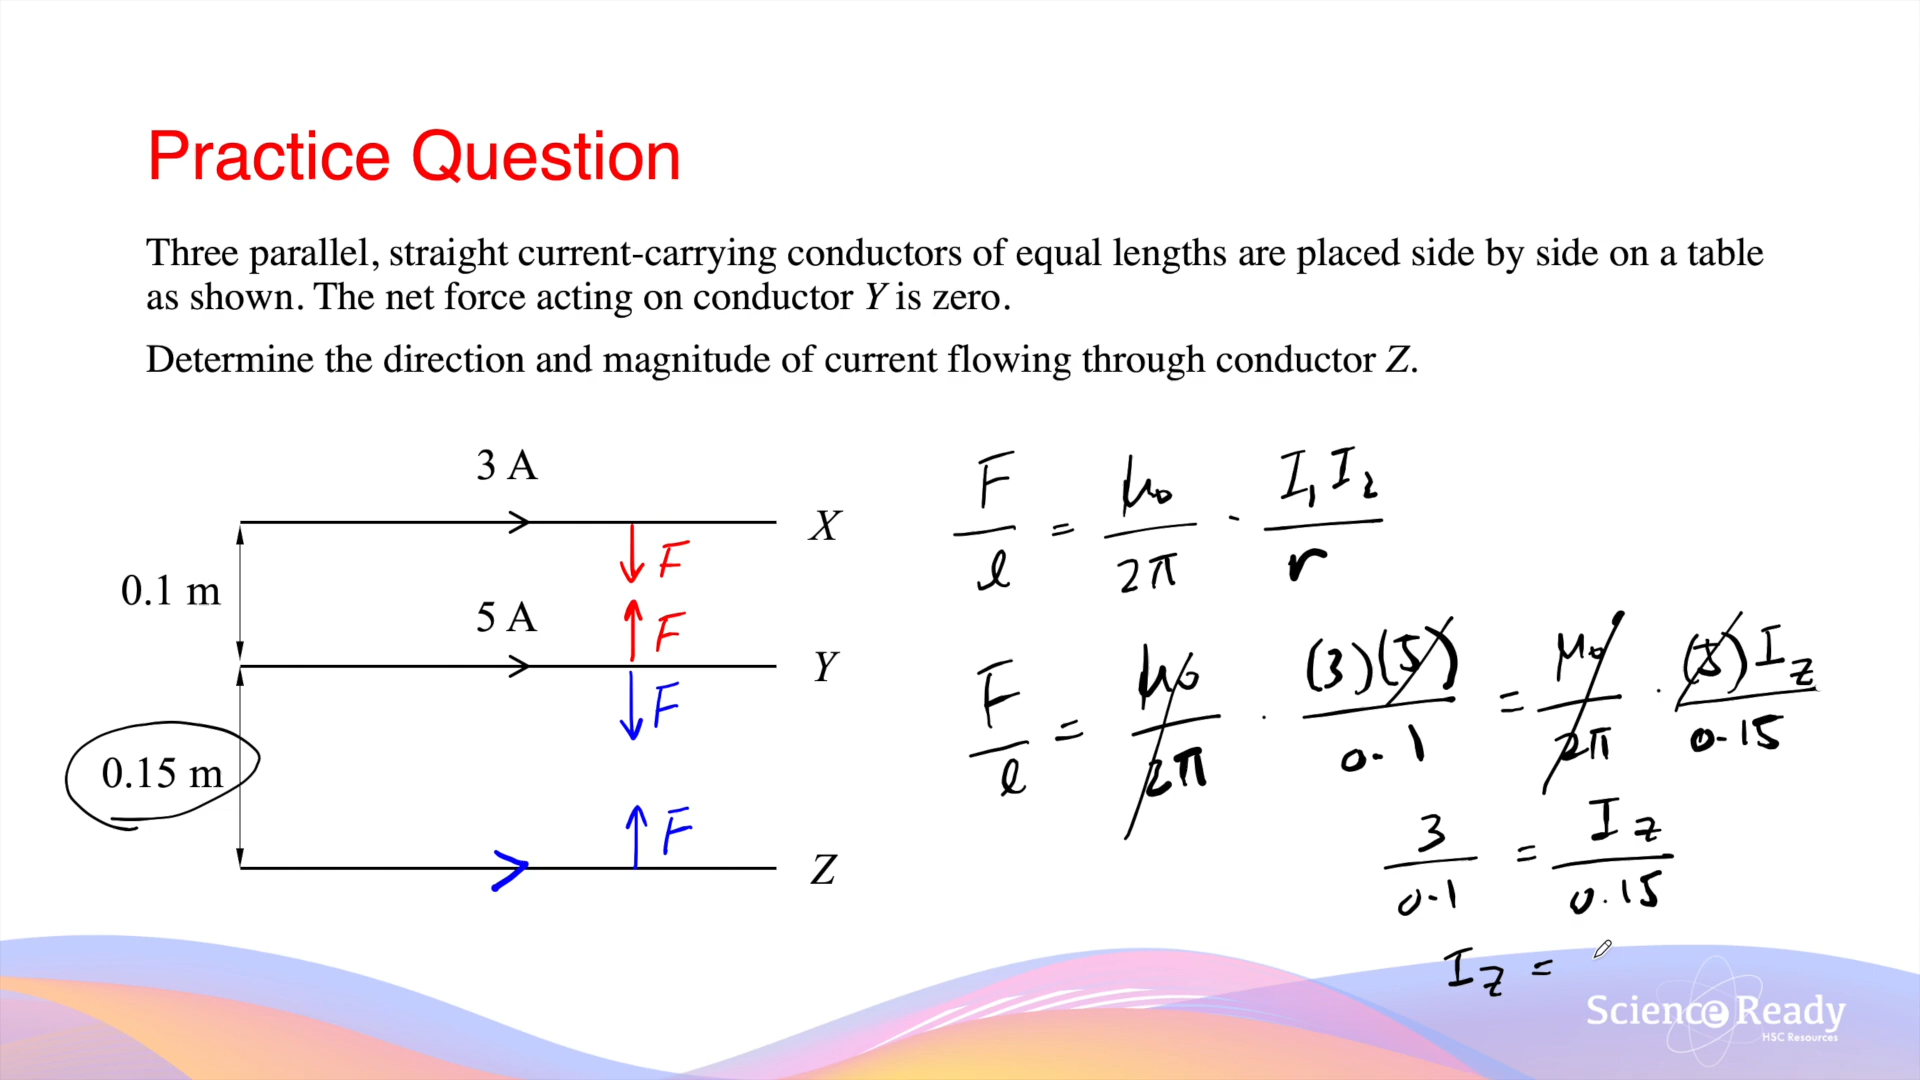 Practice Question
Three parallel, straight current-carrying conductors of equal lengths are placed side by side on a table
as shown. The net force acting on conductor Y is zero.
Determine the direction and magnitude of current flowing through conductor Z.
3 A
X
F
0.1 m
5 A
F
Y
F
0.15 m
F
Z
F/l = μ₀/2π · I₁I₂/r
F/l = μ₀/2π · (3)(5)/0.1 = μ₀/2π · (5)I_Z/0.15
3/0.1 = I_Z/0.15
I_Z =
Science Ready
HSC Resources